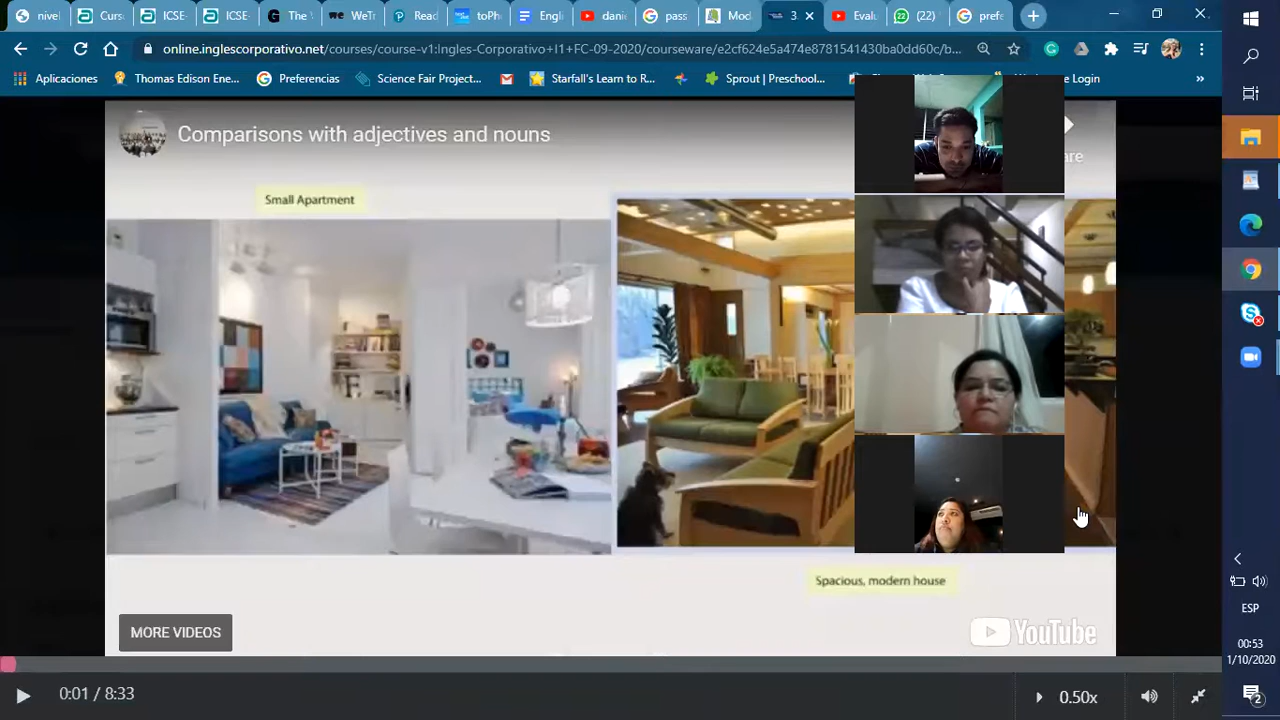 nivel
Curs
ICSE-
ICSE-
The V
WeTr
Read
toPh
Engli
dani
pass
Mod
3
Evalu
(22)
prefe
online.inglescorporativo.net/courses/course-v1:Ingles-Corporativo+I1+FC-09-2020/courseware/e2cf624e5a474e8781541430ba0dd60c/b...
Aplicaciones
Thomas Edison Ene...
Preferencias
Science Fair Project...
Starfall's Learn to R...
Sprout | Preschool...
Login
Comparisons with adjectives and nouns
are
Small Apartment
Spacious, modern house
MORE VIDEOS
YouTube
0:01 / 8:33
0.50x
ESP
00:53
1/10/2020
2